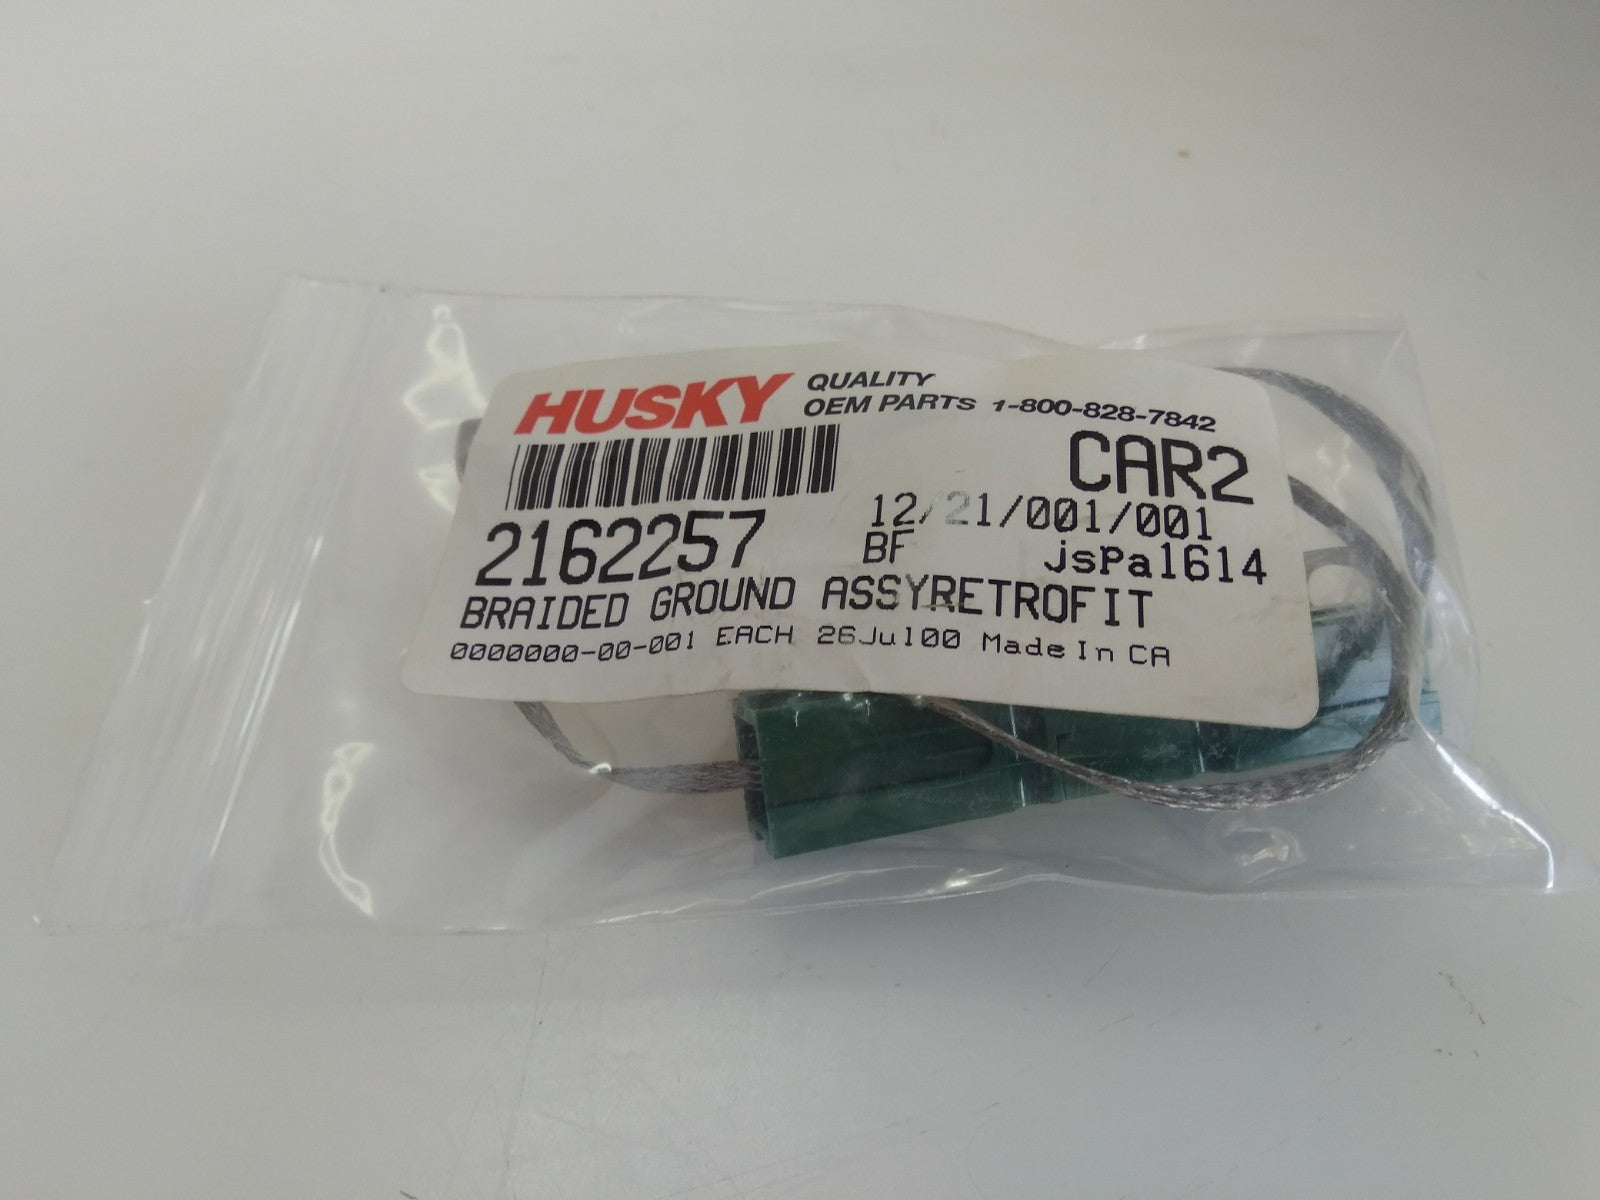 HUSKY QUALITY
OEM PARTS 1-800-828-7842
CAR2
2162257 12/21/001/001
BF jsPa1614
BRAIDED GROUND ASSYRETROFIT
0000000-00-001 EACH 26Jul00 Made In CA